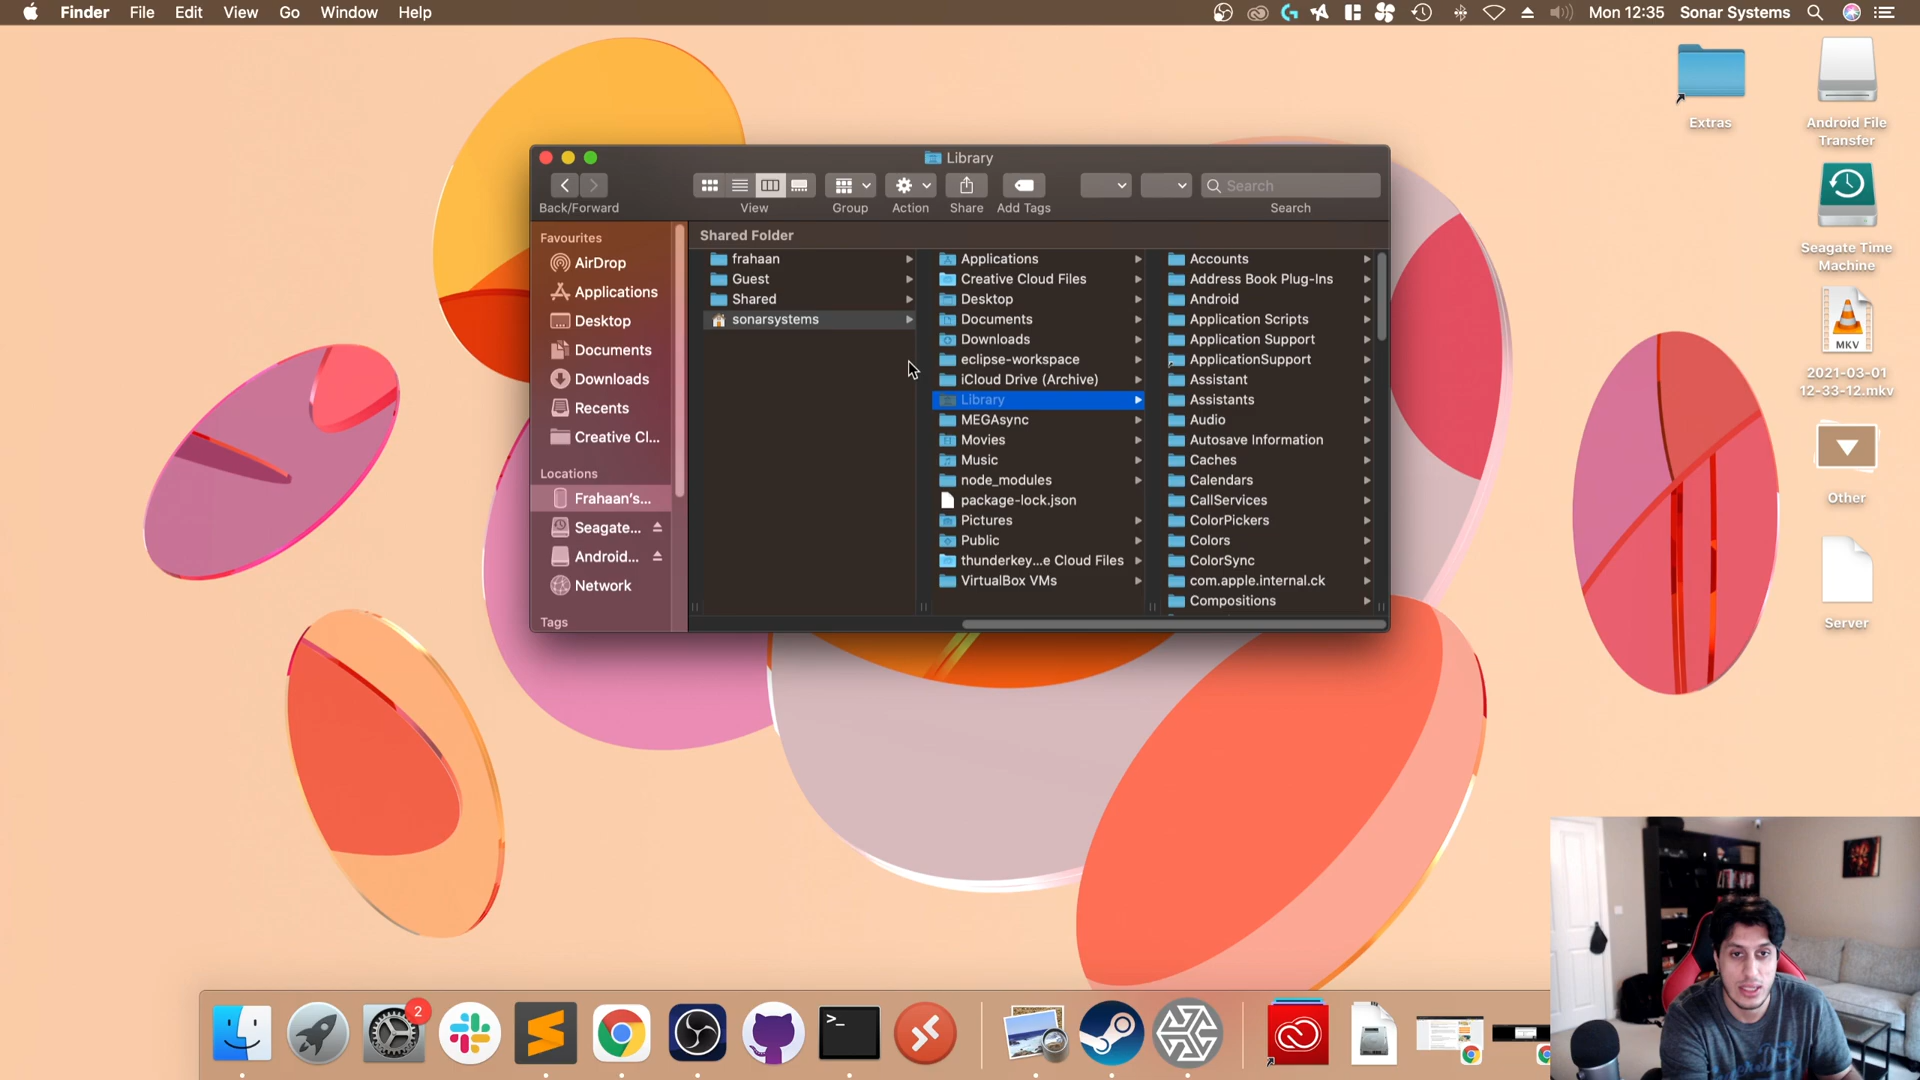 Finder File Edit View Go Window Help
Mon 12:35 Sonar Systems
Extras
Android File
Transfer
Seagate Time
Machine
MKV
2021-03-01
12-33-12.mkv
Other
Server
Library
Search
Back/Forward View Group Action Share Add Tags Search
Favourites
AirDrop
Applications
Desktop
Documents
Downloads
Recents
Creative Cl...
Locations
Frahaan's...
Seagate...
Android...
Network
Tags
Shared Folder
frahaan
Guest
Shared
sonarsystems
Applications
Creative Cloud Files
Desktop
Documents
Downloads
eclipse-workspace
iCloud Drive (Archive)
Library
MEGAsync
Movies
Music
node_modules
package-lock.json
Pictures
Public
thunderkey...e Cloud Files
VirtualBox VMs
Accounts
Address Book Plug-Ins
Android
Application Scripts
Application Support
ApplicationSupport
Assistant
Assistants
Audio
Autosave Information
Caches
Calendars
CallServices
ColorPickers
Colors
ColorSync
com.apple.internal.ck
Compositions
2
>_